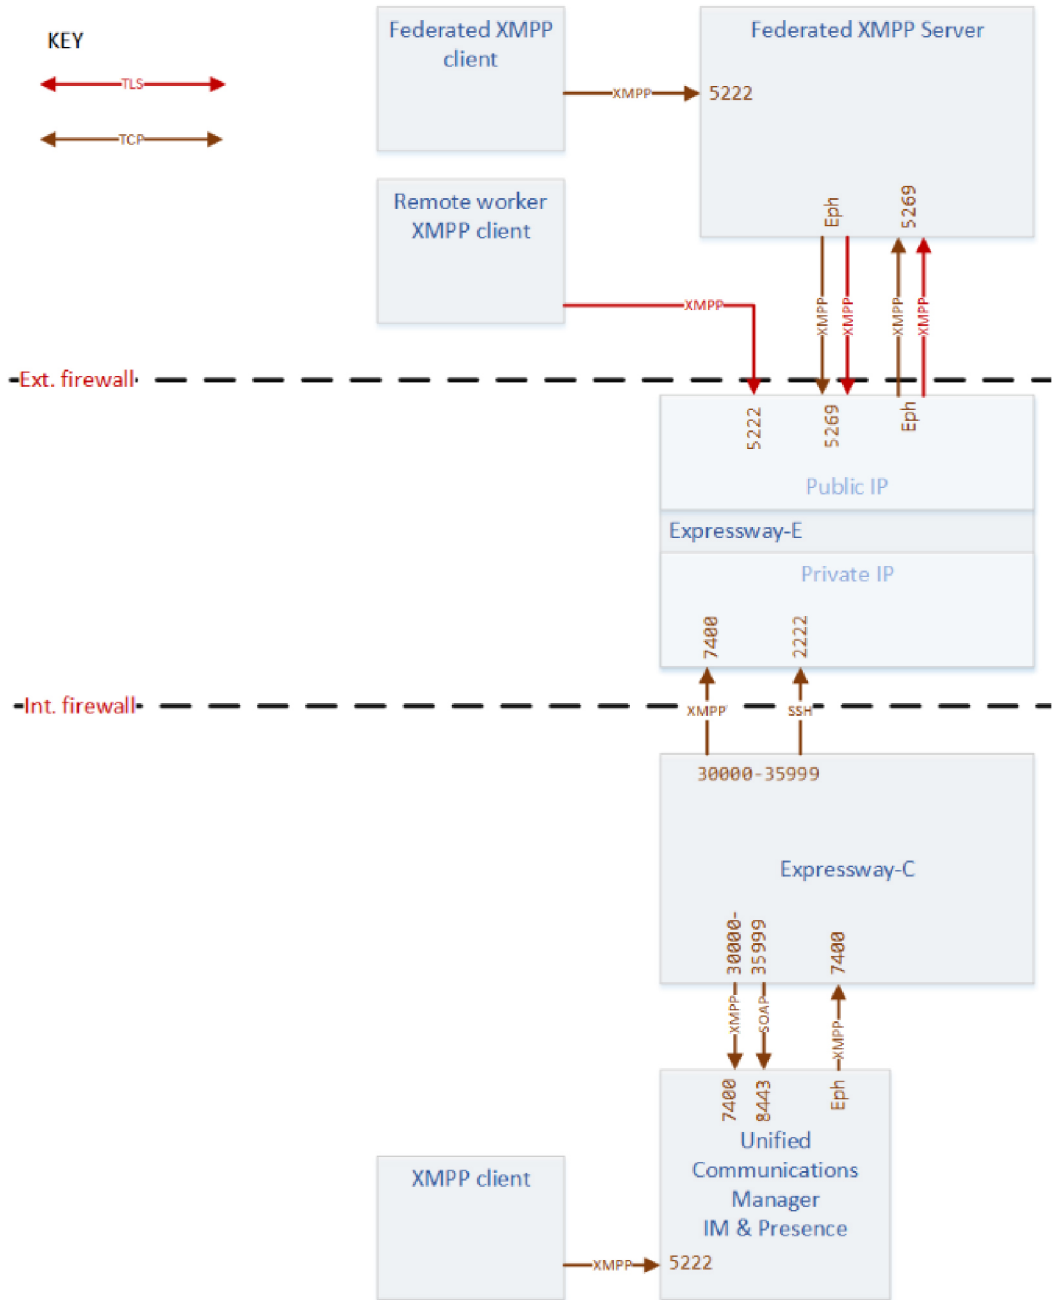 KEY
TLS
TCP
Federated XMPP
client
XMPP
Federated XMPP Server
5222
Eph
5269
Remote worker
XMPP client
XMPP
XMPP
XMPP
XMPP
XMPP
Ext. firewall
5222
5269
Eph
Public IP
Expressway-E
Private IP
7400
2222
Int. firewall
XMPP
SSH
30000-35999
Expressway-C
30000-
35999
7400
XMPP
SOAP
XMPP
7400
8443
Eph
Unified
Communications
Manager
IM & Presence
XMPP client
XMPP
5222